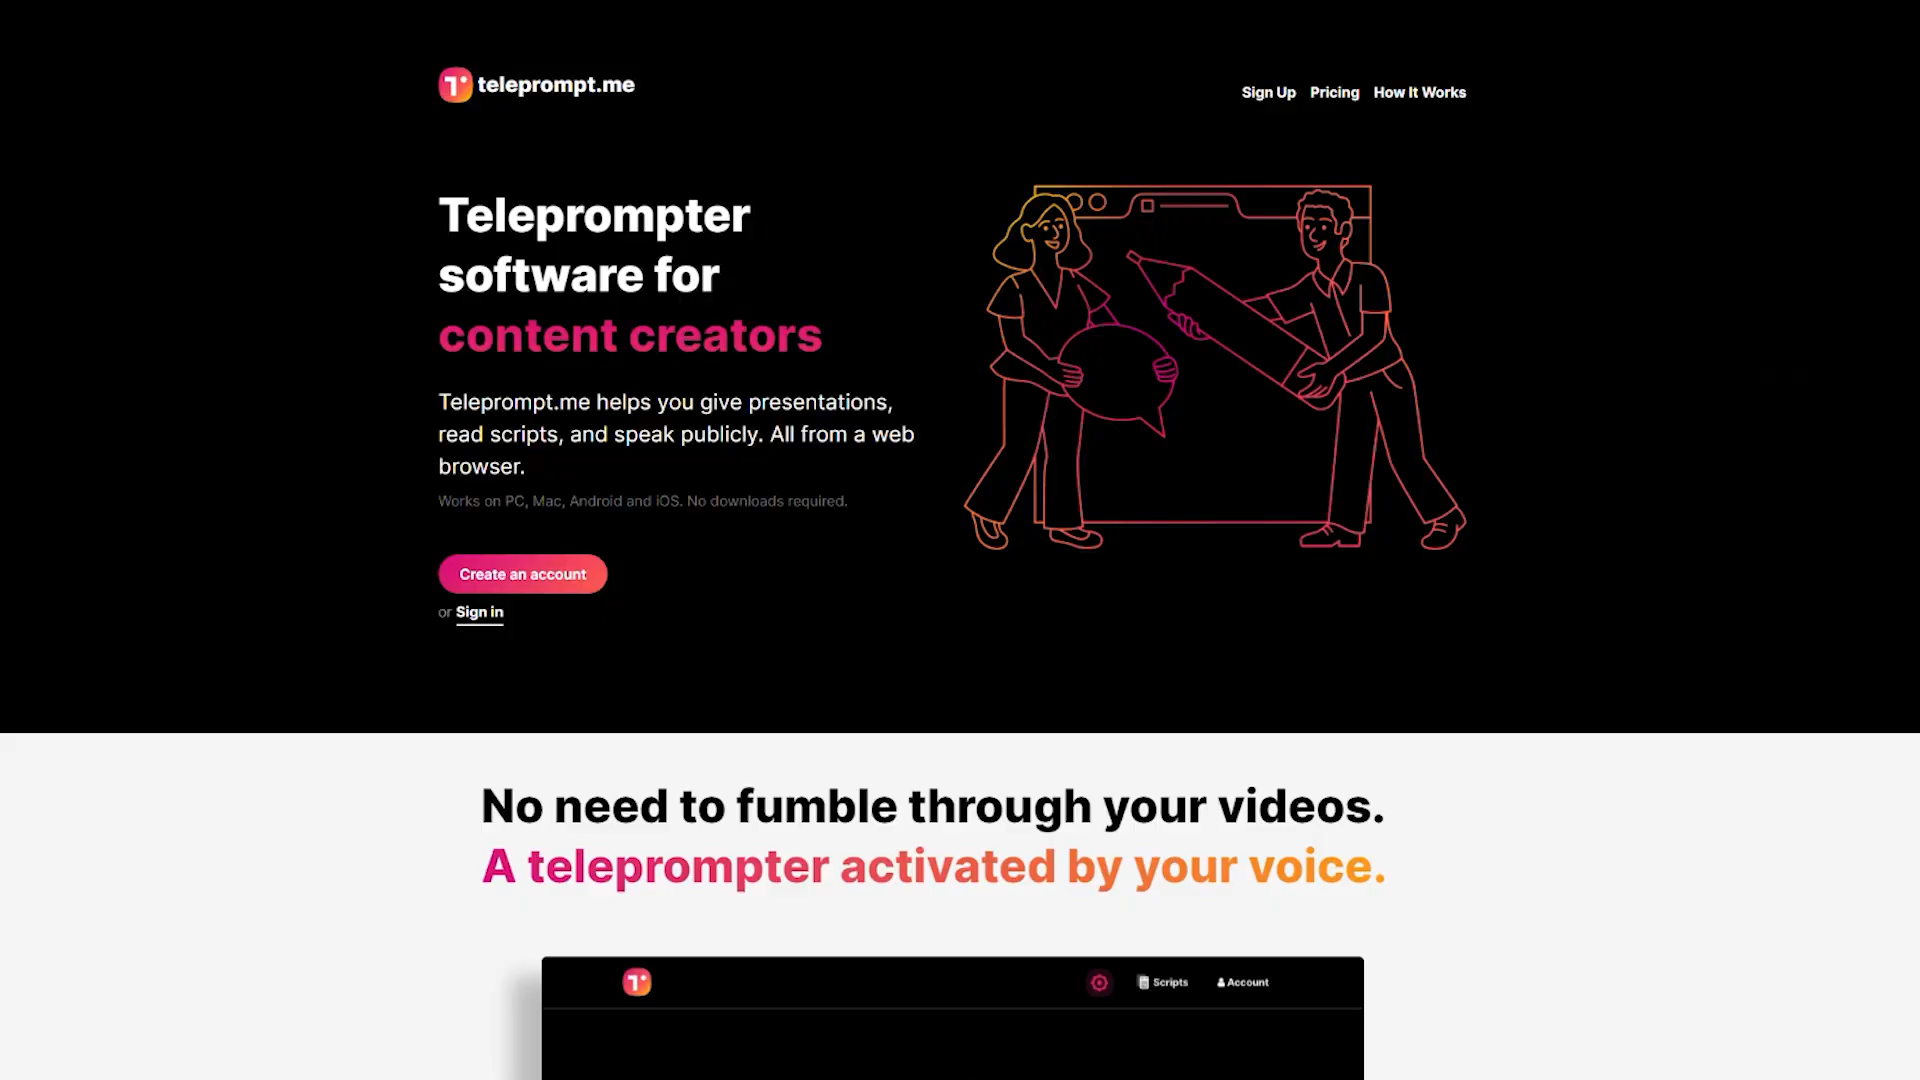 teleprompt.me
Sign Up Pricing How It Works
Teleprompter
software for
content creators
Teleprompt.me helps you give presentations,
read scripts, and speak publicly. All from a web
browser.
Works on PC, Mac, Android and iOS. No downloads required.
Create an account
or Sign in
No need to fumble through your videos.
A teleprompter activated by your voice.
Scripts Account